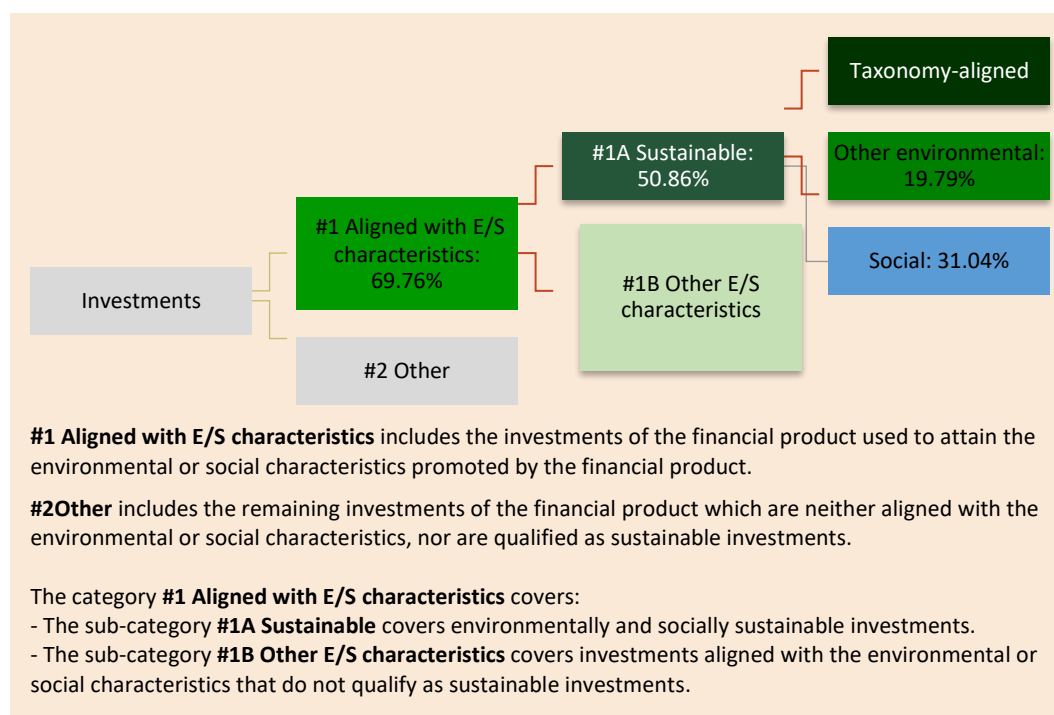 Taxonomy-aligned
#1A Sustainable:
50.86%
Other environmental:
19.79%
#1 Aligned with E/S
characteristics:
69.76%
Social: 31.04%
#1B Other E/S
characteristics
Investments
#2 Other
#1 Aligned with E/S characteristics includes the investments of the financial product used to attain the
environmental or social characteristics promoted by the financial product.
#2Other includes the remaining investments of the financial product which are neither aligned with the
environmental or social characteristics, nor are qualified as sustainable investments.
The category #1 Aligned with E/S characteristics covers:
- The sub-category #1A Sustainable covers environmentally and socially sustainable investments.
- The sub-category #1B Other E/S characteristics covers investments aligned with the environmental or
social characteristics that do not qualify as sustainable investments.